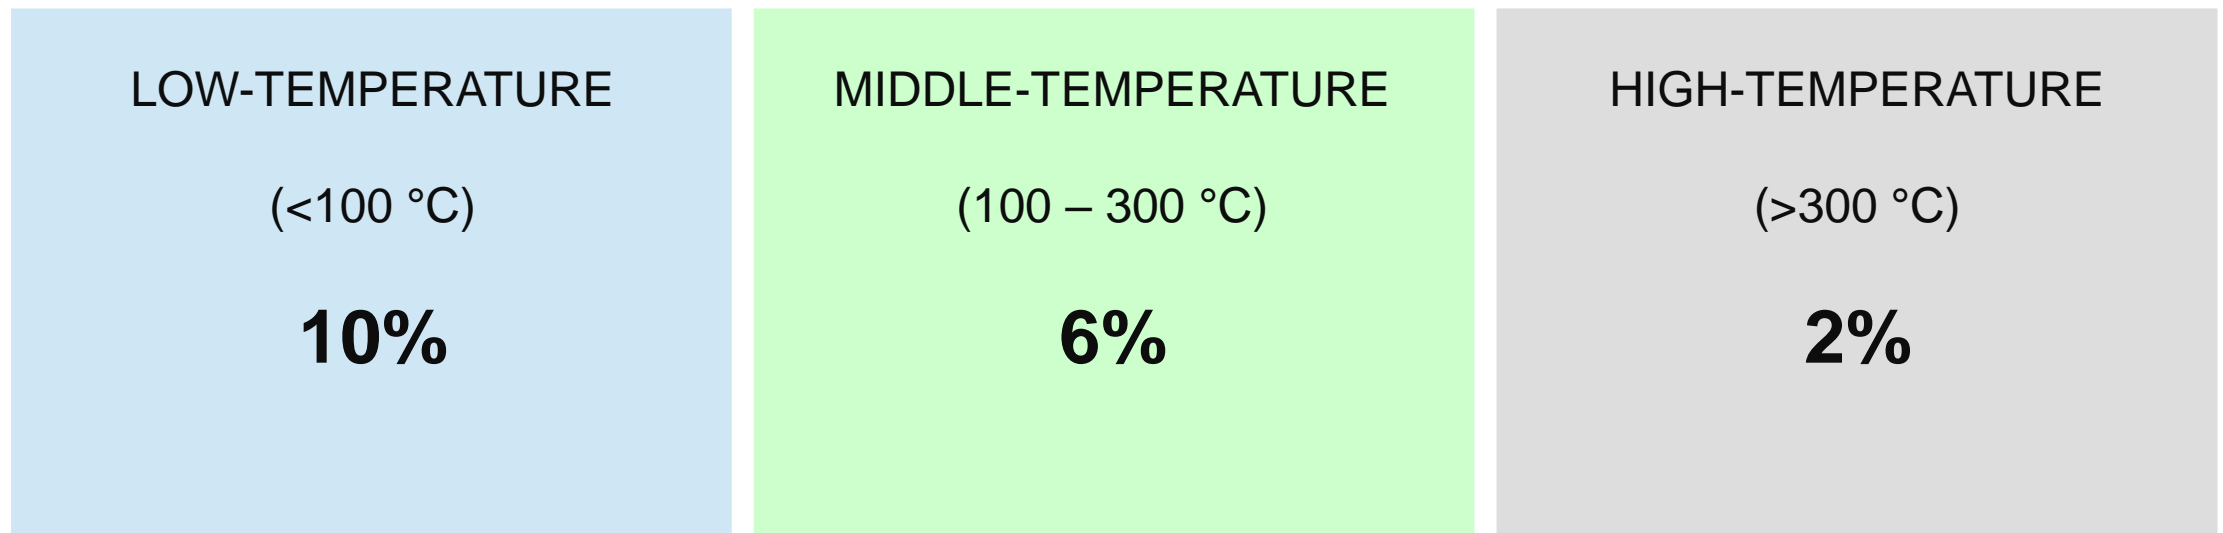 LOW-TEMPERATURE
(<100 °C)
10%
MIDDLE-TEMPERATURE
(100 – 300 °C)
6%
HIGH-TEMPERATURE
(>300 °C)
2%